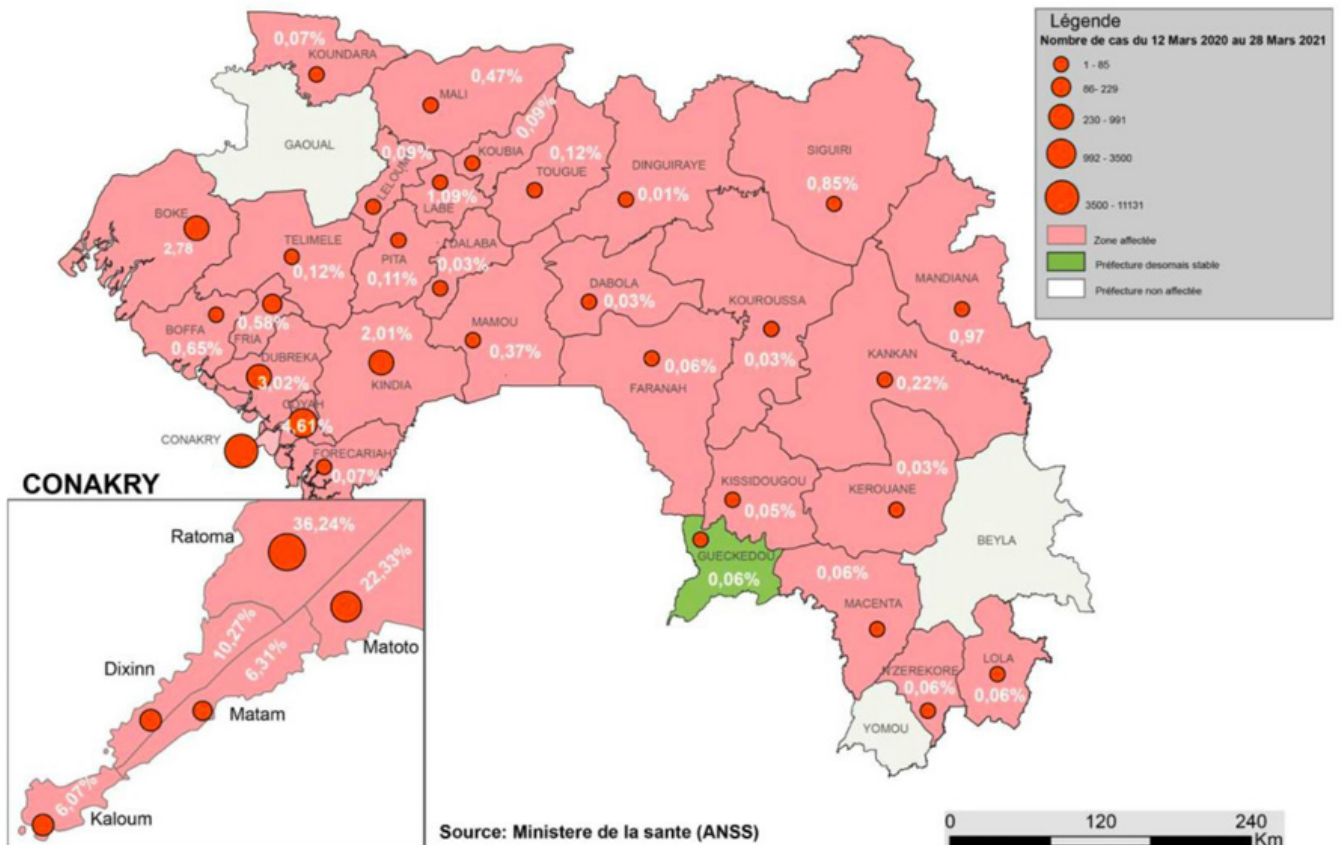 Légende
Nombre de cas du 12 Mars 2020 au 28 Mars 2021
1 - 85
86- 229
230 - 991
992 - 3500
3500 - 11131
Zone affectée
Préfecture desomais stable
Préfecture non affectée
0,07%
KOUNDARA
0,47%
MALI
GAOUAL
0,09%
KOUBIA
0,09%
LELOUMA
1,09%
LABE
0,12%
TOUGUE
DINGUIRAYE
0,01%
SIGUIRI
0,85%
BOKE
2,78
TELIMELE
0,12%
PITA
0,11%
DALABA
0,03%
DABOLA
0,03%
KOUROUSSA
0,03%
MANDIANA
0,97
BOFFA
0,65%
0,58%
FRIA
DUBREKA
3,02%
2,01%
KINDIA
MAMOU
0,37%
FARANAH
0,06%
KANKAN
0,22%
COYAH
4,61%
CONAKRY
FORECARIAH
0,07%
KISSIDOUGOU
0,05%
0,03%
KEROUANE
BEYLA
GUECKEDOU
0,06%
0,06%
MACENTA
N'ZEREKORE
0,06%
LOLA
0,06%
YOMOU
CONAKRY
36,24%
Ratoma
22,33%
Matoto
10,27%
Dixinn
6,31%
Matam
6,07%
Kaloum
Source: Ministere de la sante (ANSS)
0 120 240
Km